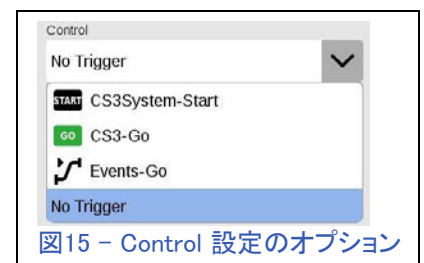 Control
No Trigger
START CS3System-Start
GO CS3-Go
Events-Go
No Trigger
図15 - Control 設定のオプション